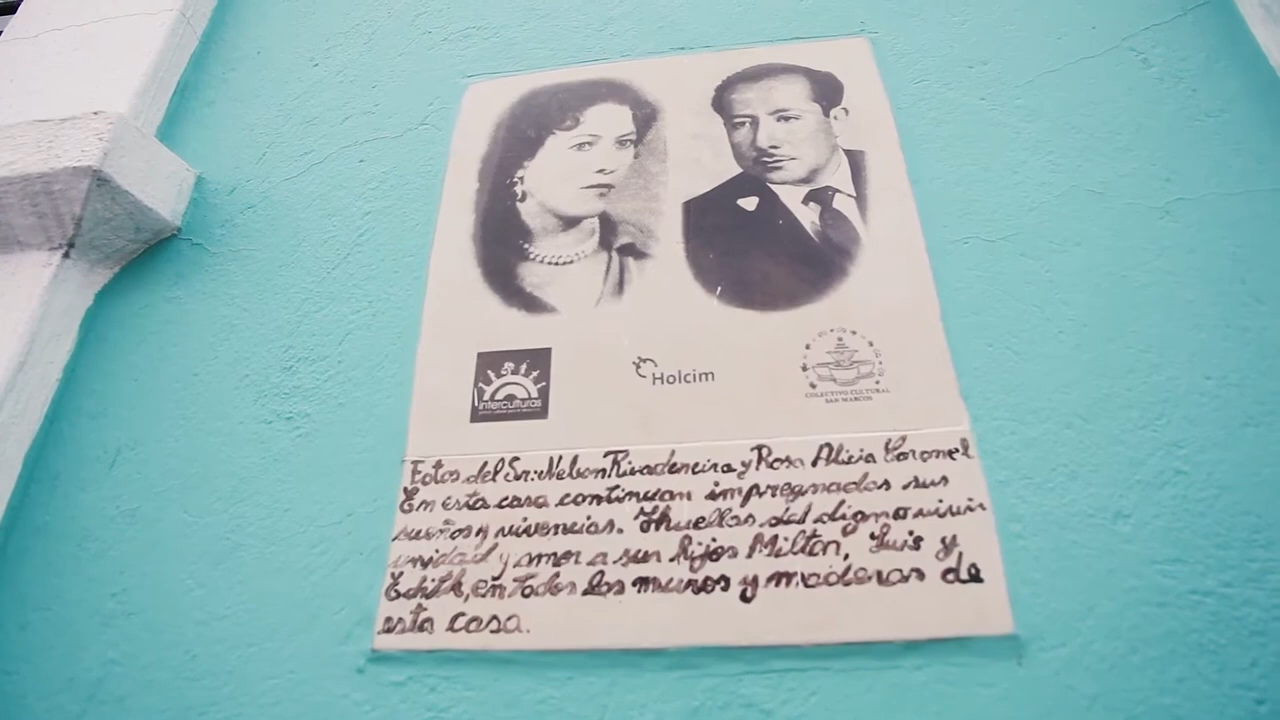 interculturas
Holcim
COLECTIVO CULTURAL
SAN MARCOS
Fotos del Sr: Nelson Rivadeneira y Rosa Alicia Coronel
En esta casa continuan impregnados sus
sueños y vivencias. Y huellas del digno vivir
unidad y amor a sus hijos Milton, Luis y
Edith, en todos los muros y maderas de
esta casa.